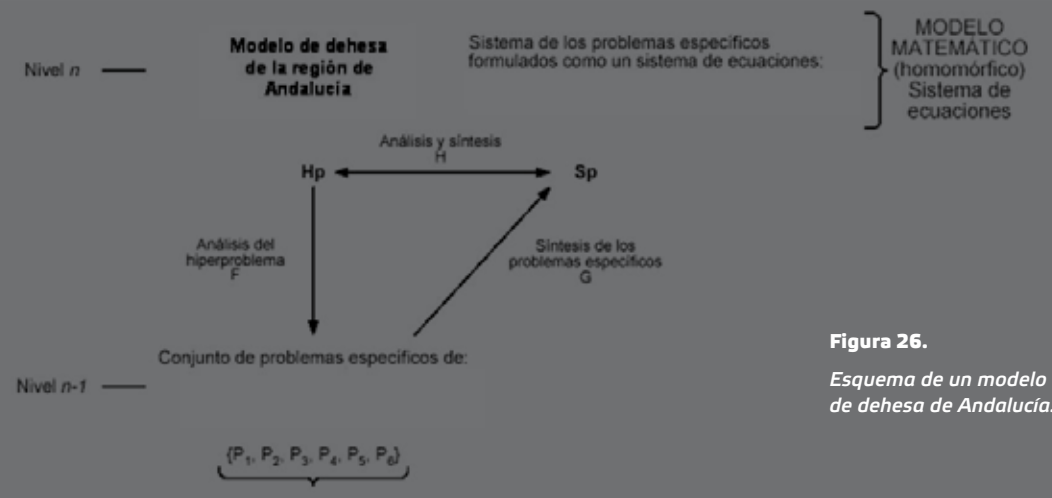 Nivel n
Modelo de dehesa
de la región de
Andalucía
Sistema de los problemas específicos
formulados como un sistema de ecuaciones:
MODELO
MATEMÁTICO
(homomórfico)
Sistema de
ecuaciones
Análisis y síntesis
H
Hp
Sp
Análisis del
hiperproblema
F
Síntesis de los
problemas específicos
G
Conjunto de problemas específicos de:
Nivel n-1
{P₁, P₂, P₃, P₄, P₅, P₆}
Figura 26.
Esquema de un modelo
de dehesa de Andalucía.